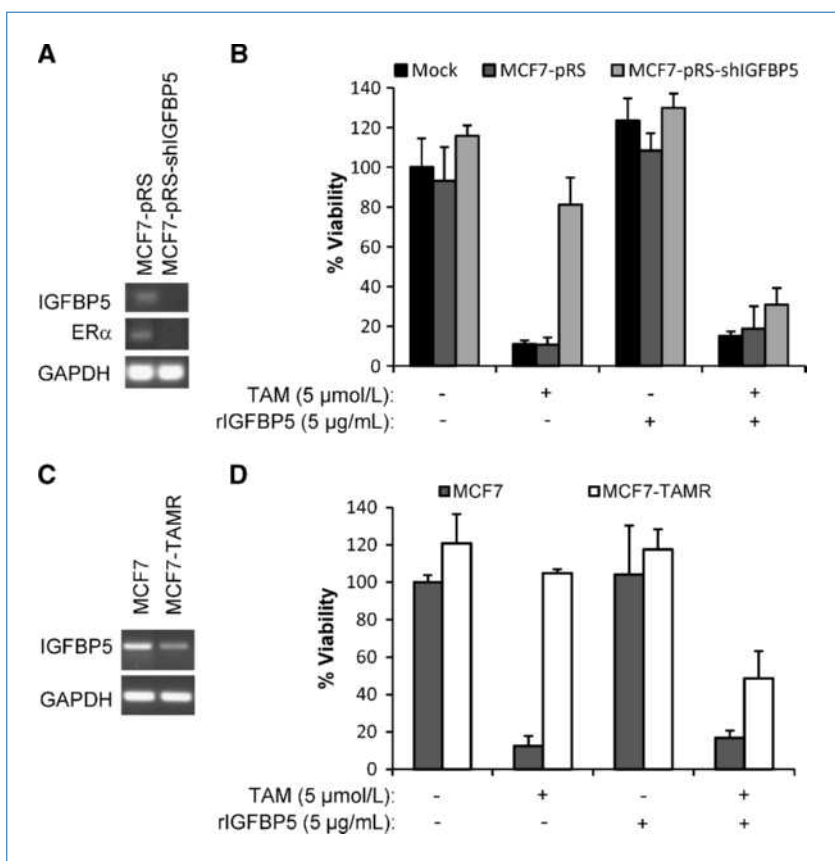 A
MCF7-pRS
MCF7-pRS-shIGFBP5
IGFBP5
ERα
GAPDH
B
Mock MCF7-pRS MCF7-pRS-shIGFBP5
140
120
100
80
60
40
20
0
% Viability
TAM (5 μmol/L): - + - +
rIGFBP5 (5 μg/mL): - - + +
C
MCF7
MCF7-TAMR
IGFBP5
GAPDH
D
MCF7 MCF7-TAMR
140
120
100
80
60
40
20
0
% Viability
TAM (5 μmol/L): - + - +
rIGFBP5 (5 μg/mL): - - + +